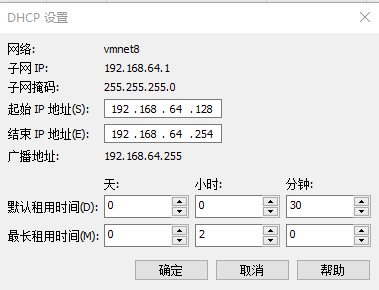 DHCP 设置
网络: vmnet8
子网 IP: 192.168.64.1
子网掩码: 255.255.255.0
起始 IP 地址(S): 192 . 168 . 64 . 128
结束 IP 地址(E): 192 . 168 . 64 . 254
广播地址: 192.168.64.255
天: 小时: 分钟:
默认租用时间(D): 0 0 30
最长租用时间(M): 0 2 0
确定 取消 帮助